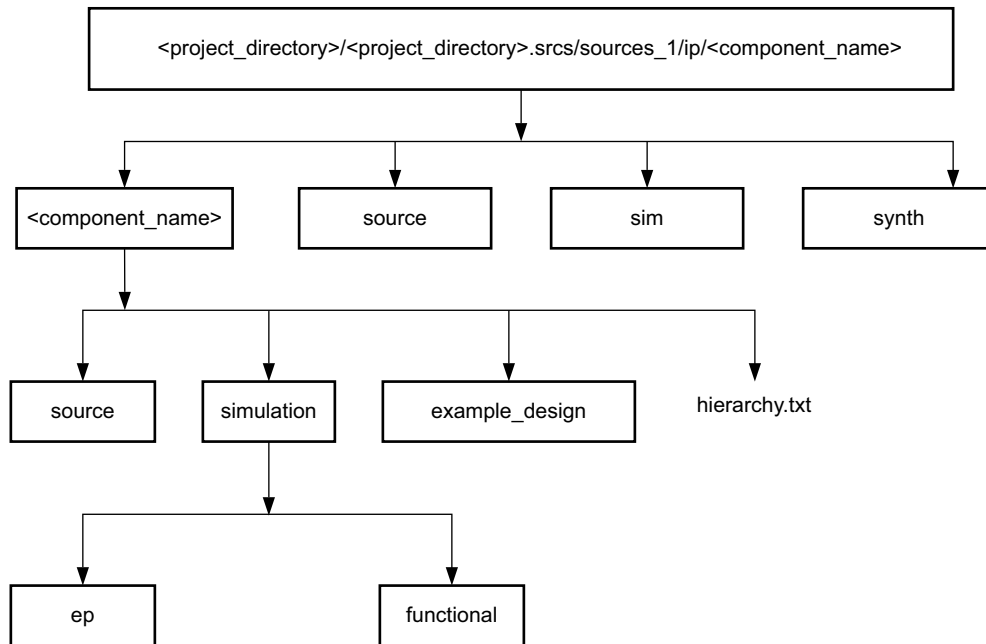 <project_directory>/<project_directory>.srcs/sources_1/ip/<component_name>
<component_name>
source
sim
synth
source
simulation
example_design
hierarchy.txt
ep
functional